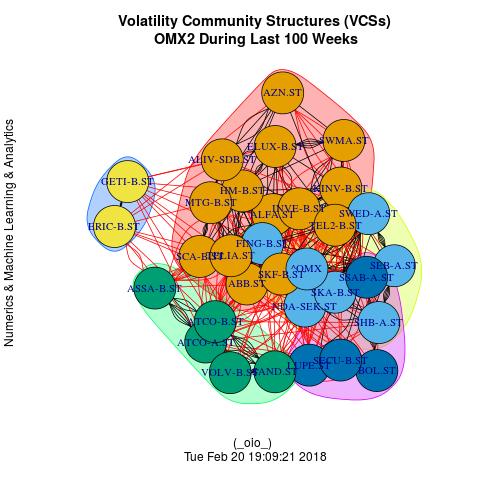 Volatility Community Structures (VCSs)
OMX2 During Last 100 Weeks
Numerics & Machine Learning & Analytics
AZN.ST
ELUX-B.ST
SWMA.ST
ALIV-SDB.ST
GETI-B.ST
HM-B.ST
KINV-B.ST
MTG-B.ST
ALFA.ST
INVE-B.ST
SWED-A.ST
ERIC-B.ST
TEL2-B.ST
FING-B.ST
SCA-B.ST
TELIA.ST
SEB-A.ST
^OMX
SKF-B.ST
SSAB-A.ST
ABB.ST
ASSA-B.ST
SKA-B.ST
NDA-SEK.ST
ATCO-B.ST
SHB-A.ST
ATCO-A.ST
SECU-B.ST
LUPE.ST
VOLV-B.ST
SAND.ST
BOL.ST
(_oio_)
Tue Feb 20 19:09:21 2018